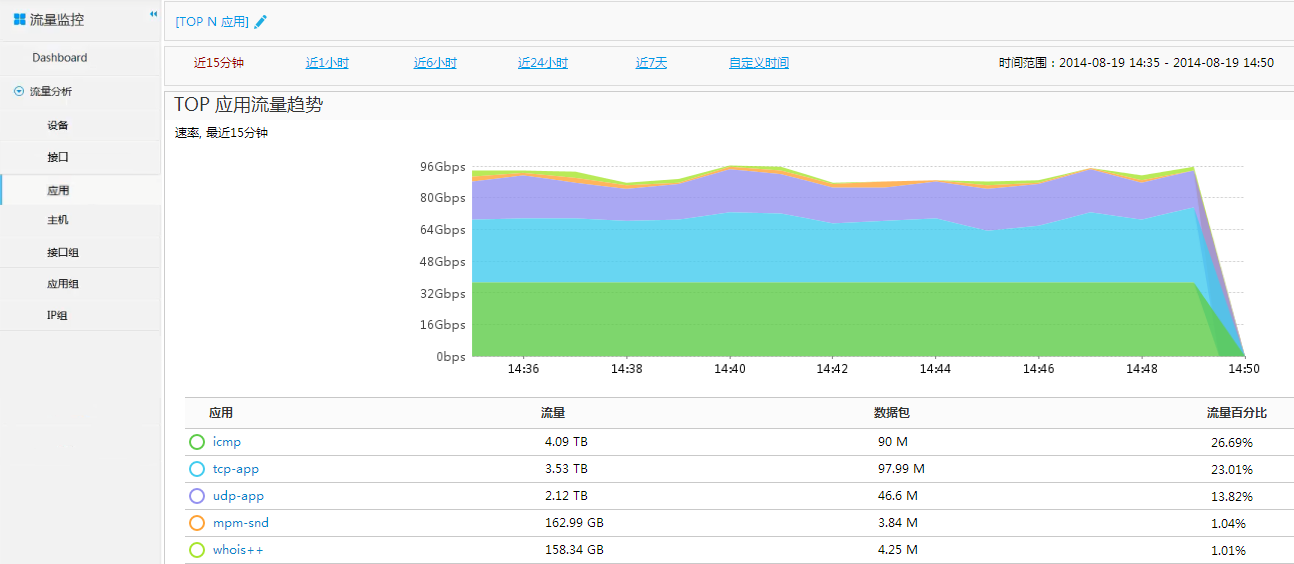 流量监控
Dashboard
流量分析
设备
接口
应用
主机
接口组
应用组
IP组
[TOP N 应用]
近15分钟 近1小时 近6小时 近24小时 近7天 自定义时间 时间范围：2014-08-19 14:35 - 2014-08-19 14:50
TOP 应用流量趋势
速率, 最近15分钟
96Gbps
80Gbps
64Gbps
48Gbps
32Gbps
16Gbps
0bps
14:36 14:38 14:40 14:42 14:44 14:46 14:48 14:50
应用 流量 数据包 流量百分比
icmp 4.09 TB 90 M 26.69%
tcp-app 3.53 TB 97.99 M 23.01%
udp-app 2.12 TB 46.6 M 13.82%
mpm-snd 162.99 GB 3.84 M 1.04%
whois++ 158.34 GB 4.25 M 1.01%